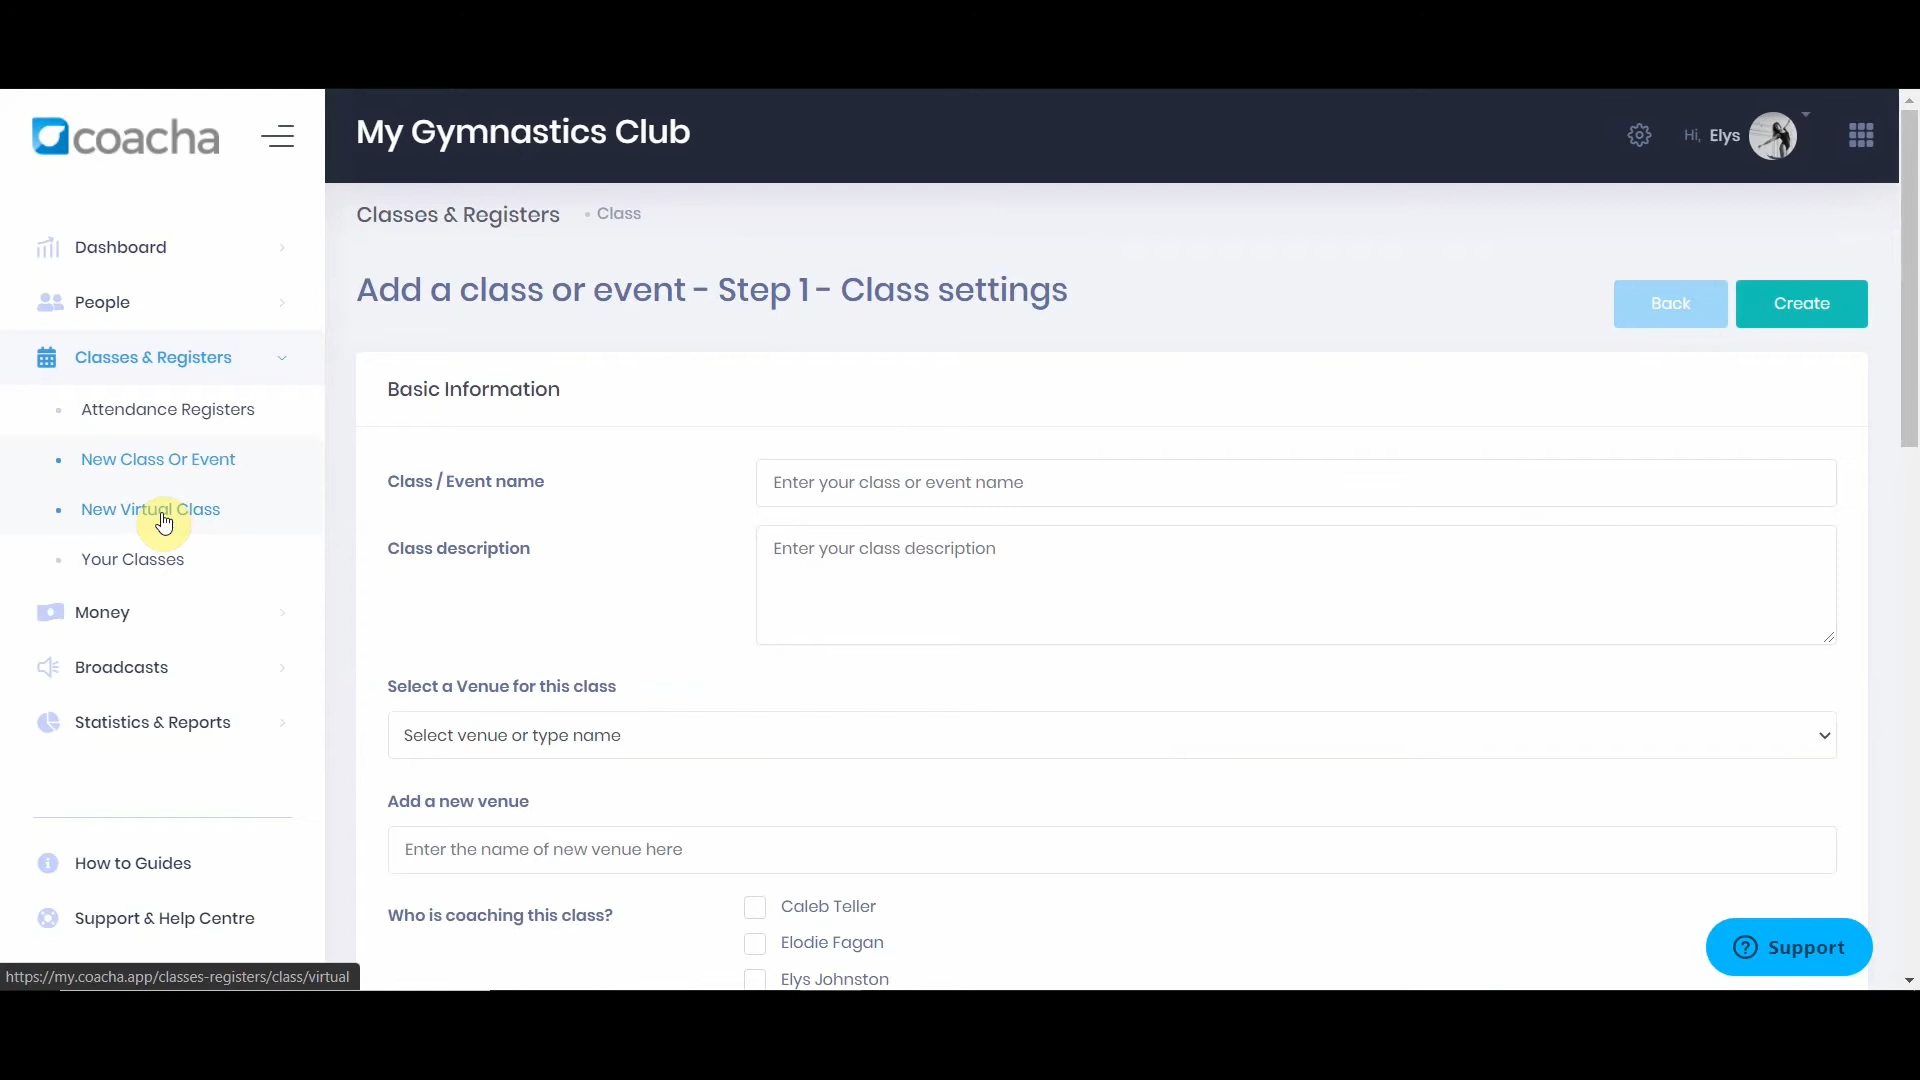 coacha
My Gymnastics Club
Hi, Elys
Classes & Registers • Class
Dashboard
People
Classes & Registers
Attendance Registers
New Class Or Event
New Virtual Class
Your Classes
Money
Broadcasts
Statistics & Reports
How to Guides
Support & Help Centre
https://my.coacha.app/classes-registers/class/virtual
Add a class or event - Step 1 - Class settings
Back
Create
Basic Information
Class / Event name
Enter your class or event name
Class description
Enter your class description
Select a Venue for this class
Select venue or type name
Add a new venue
Enter the name of new venue here
Who is coaching this class?
Caleb Teller
Elodie Fagan
Elys Johnston
Support